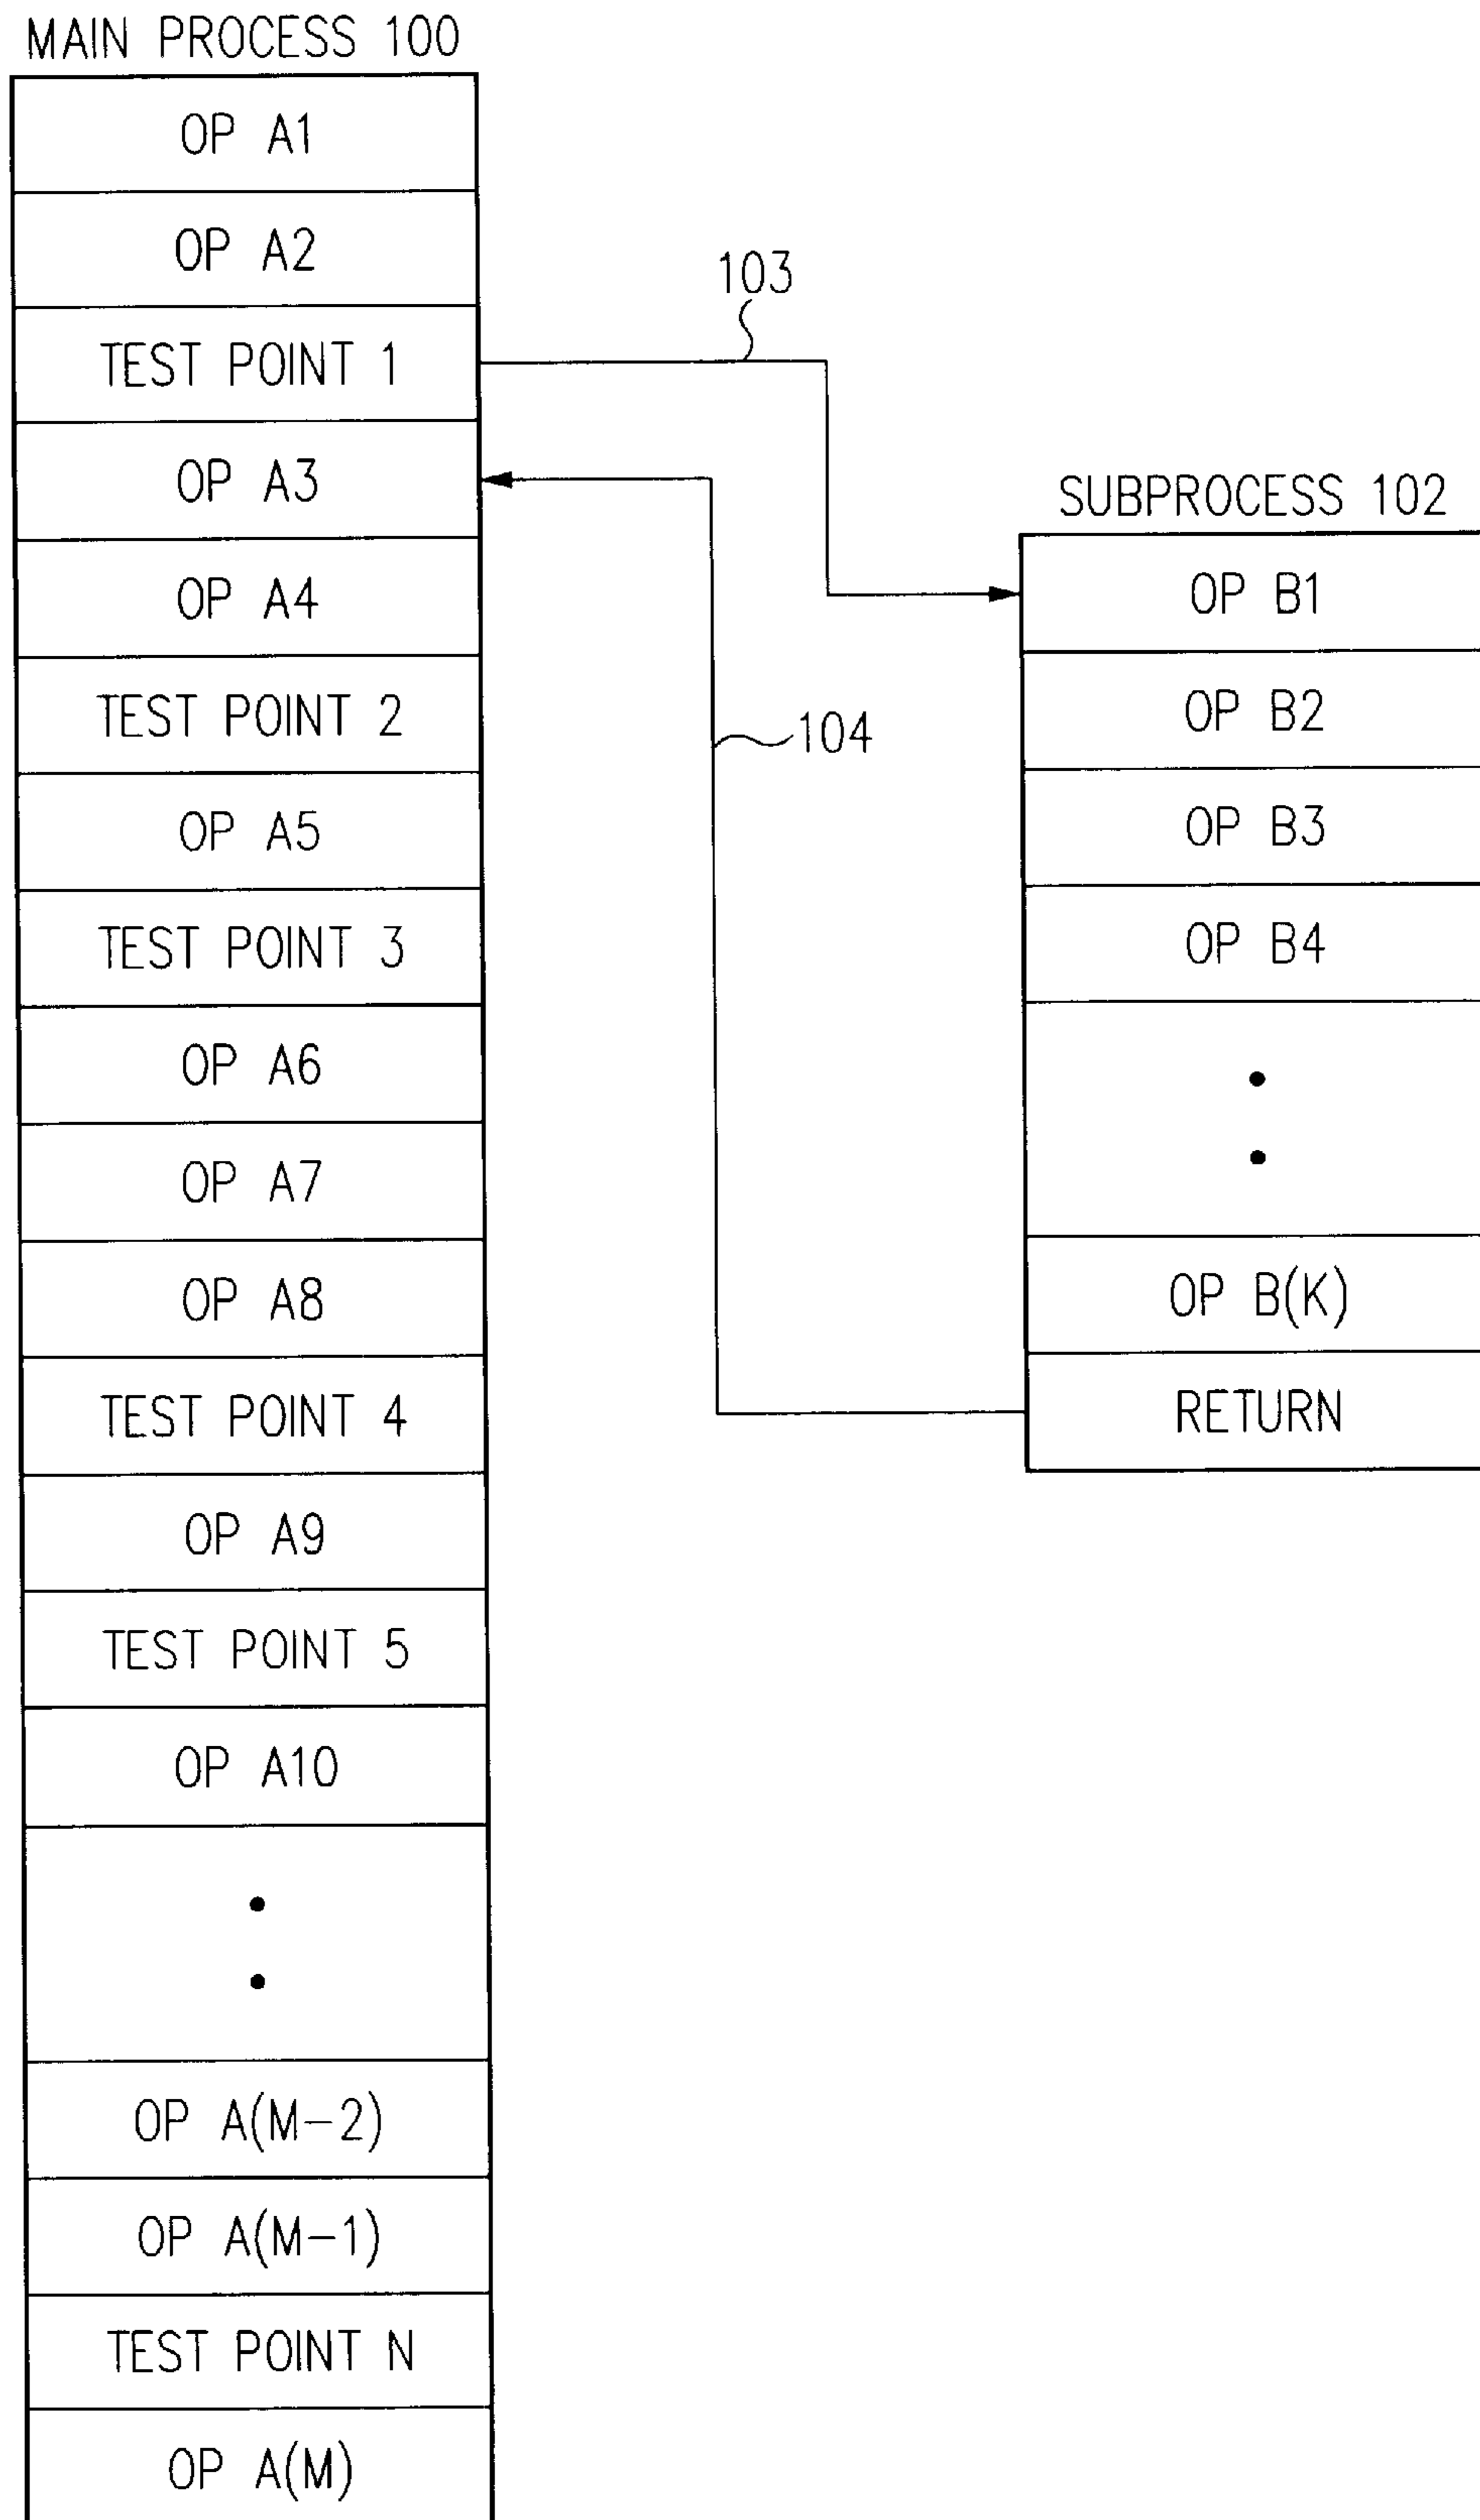 MAIN PROCESS 100
OP A1
OP A2
TEST POINT 1
OP A3
OP A4
TEST POINT 2
OP A5
TEST POINT 3
OP A6
OP A7
OP A8
TEST POINT 4
OP A9
TEST POINT 5
OP A10
OP A(M-2)
OP A(M-1)
TEST POINT N
OP A(M)
103
104
SUBPROCESS 102
OP B1
OP B2
OP B3
OP B4
OP B(K)
RETURN